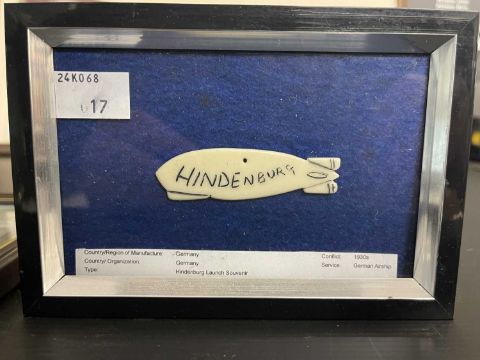 24K068
U17
HINDENBURG
Country/Region of Manufacture: Germany Conflict: 1930s
Country/ Organization: Germany Service: German Airship
Type: Hindenburg Launch Souvenir